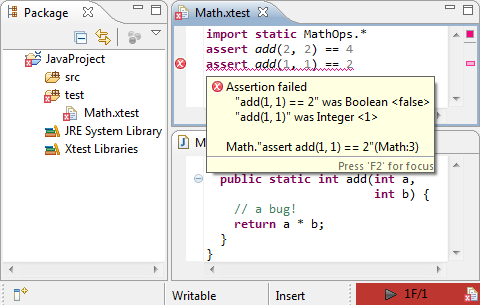 Package
JavaProject
src
test
Math.xtest
JRE System Library
Xtest Libraries
Math.xtest
import static MathOps.*
assert add(2, 2) == 4
assert add(1, 1) == 2
Assertion failed
"add(1, 1) == 2" was Boolean <false>
"add(1, 1)" was Integer <1>
Math."assert add(1, 1) == 2"(Math:3)
Press 'F2' for focus
J
public static int add(int a,
int b) {
// a bug!
return a * b;
}
}
Writable
Insert
1F/1